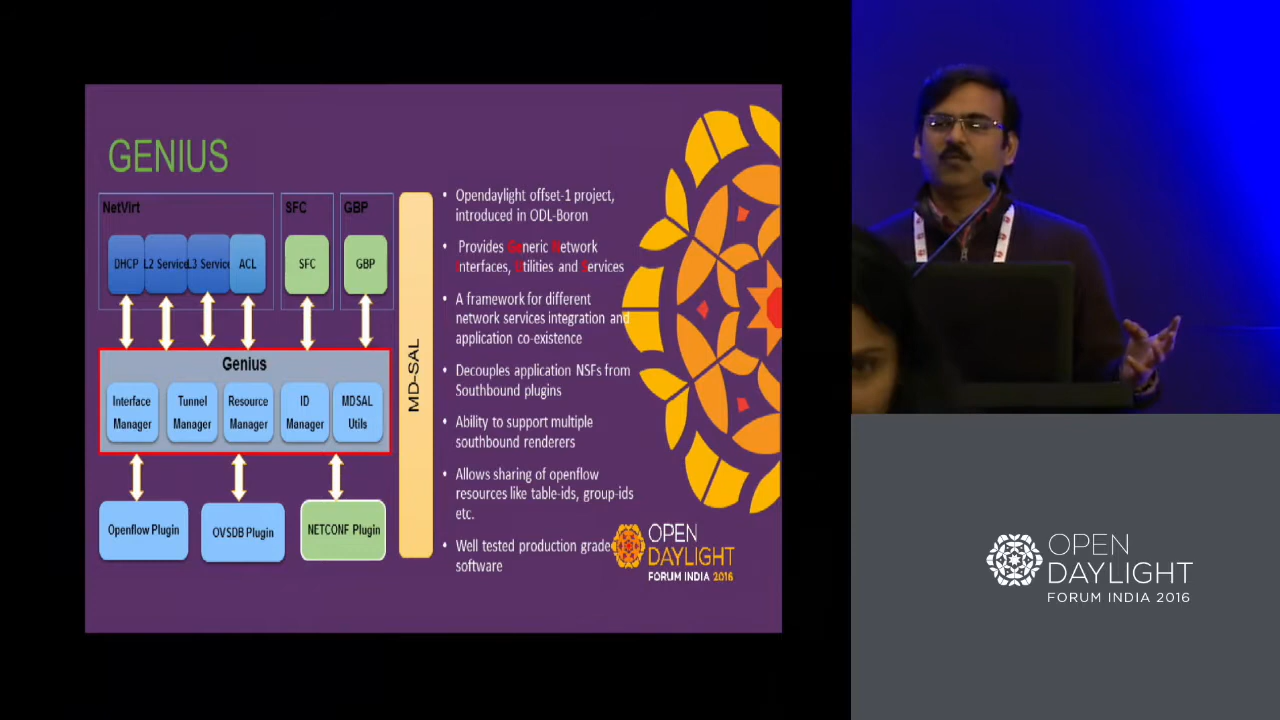 GENIUS
NetVirt
SFC
GBP
DHCP
L2 Service
L3 Service
ACL
SFC
GBP
Genius
Interface
Manager
Tunnel
Manager
Resource
Manager
ID
Manager
MDSAL
Utils
Openflow Plugin
OVSDB Plugin
NETCONF Plugin
MD-SAL
• Opendaylight offset-1 project,
introduced in ODL-Boron
• Provides Generic Network
Interfaces, Utilities and Services
• A framework for different
network services integration and
application co-existence
• Decouples application NSFs from
Southbound plugins
• Ability to support multiple
southbound renderers
• Allows sharing of openflow
resources like table-ids, group-ids
etc.
• Well tested production grade
software
OPEN
DAYLIGHT
FORUM INDIA 2016
OPEN
DAYLIGHT
FORUM INDIA 2016